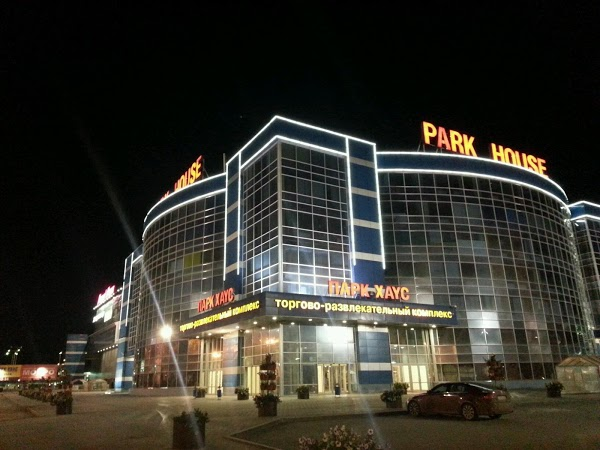 PARK HOUSE
HOUSE
ПАРК ХАУС
торгово-развлекательный комплекс
ПАРК ХАУС
торгово-развлекательный комплекс